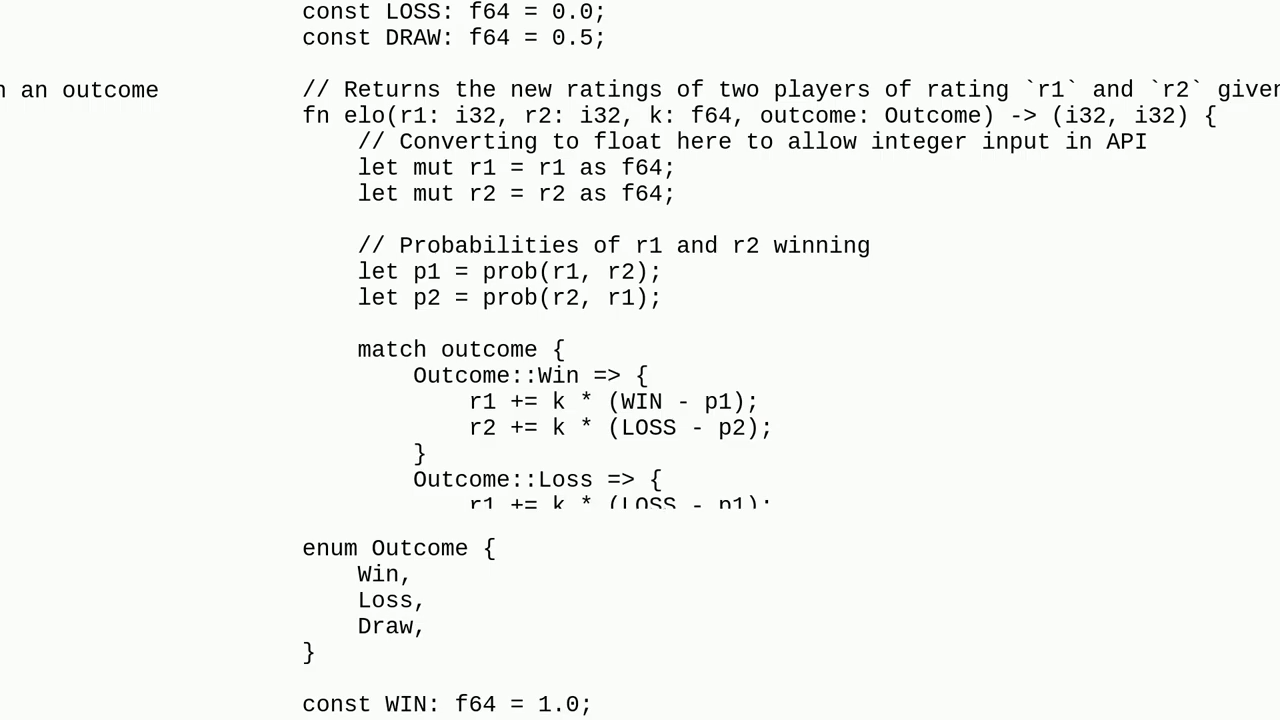 const LOSS: f64 = 0.0;
const DRAW: f64 = 0.5;
n an outcome
// Returns the new ratings of two players of rating `r1` and `r2` given
fn elo(r1: i32, r2: i32, k: f64, outcome: Outcome) -> (i32, i32) {
// Converting to float here to allow integer input in API
let mut r1 = r1 as f64;
let mut r2 = r2 as f64;
// Probabilities of r1 and r2 winning
let p1 = prob(r1, r2);
let p2 = prob(r2, r1);
match outcome {
Outcome::Win => {
r1 += k * (WIN - p1);
r2 += k * (LOSS - p2);
}
Outcome::Loss => {
r1 += k * (LOSS - p1);
enum Outcome {
Win,
Loss,
Draw,
}
const WIN: f64 = 1.0;